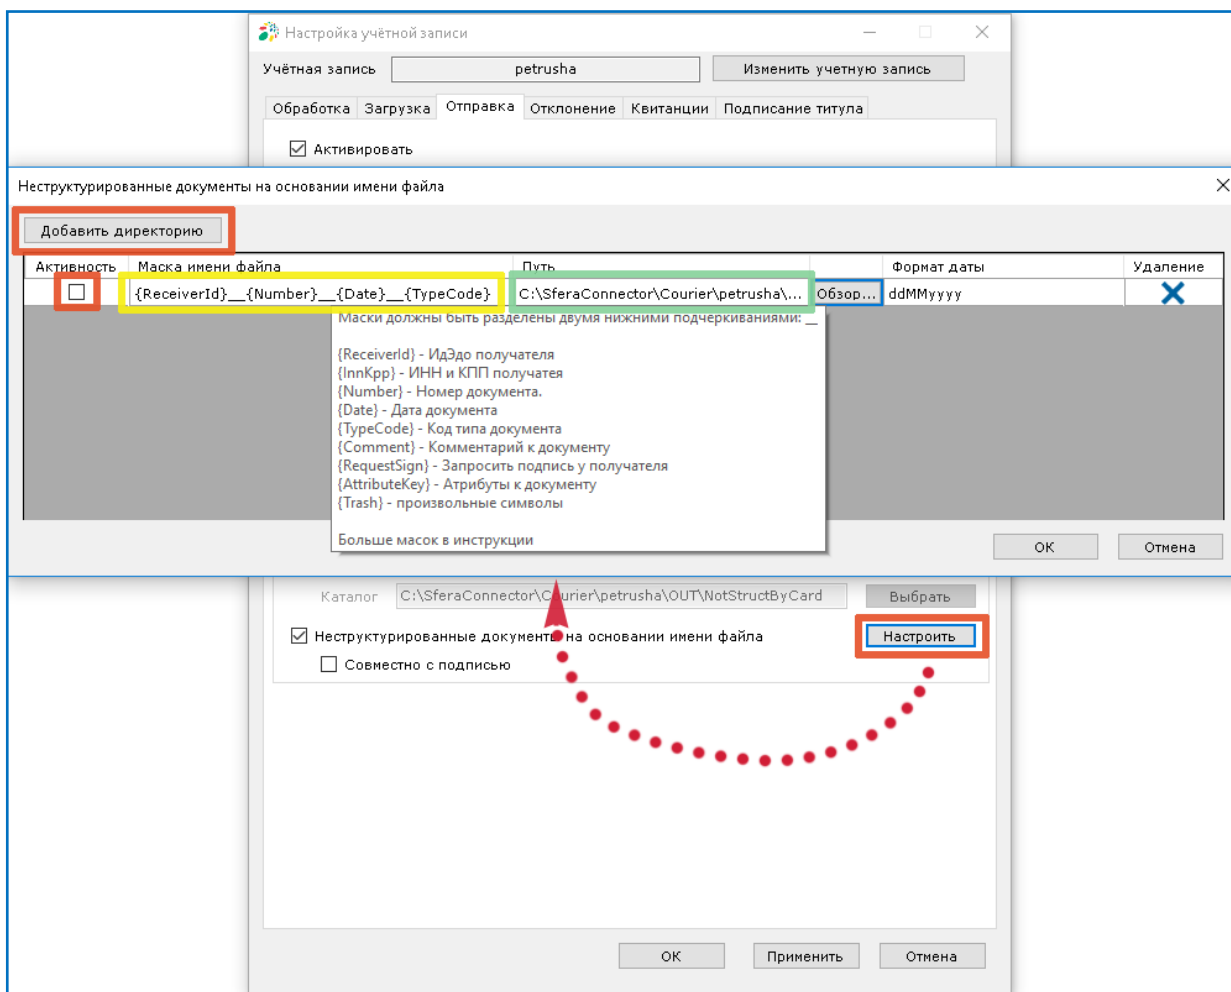 Настройка учётной записи
Учётная запись petrusha Изменить учетную запись
Обработка Загрузка Отправка Отклонение Квитанции Подписание титула
Активировать
Неструктурированные документы на основании имени файла
Добавить директорию
Активность Маска имени файла Путь Формат даты Удаление
{ReceiverId}__{Number}__{Date}__{TypeCode} C:\SferaConnector\Courier\petrusha\... Обзор... ddMMyyyy
Маски должны быть разделены двумя нижними подчеркиваниями: __
{ReceiverId} - ИдЭдо получателя
{InnKpp} - ИНН и КПП получатея
{Number} - Номер документа.
{Date} - Дата документа
{TypeCode} - Код типа документа
{Comment} - Комментарий к документу
{RequestSign} - Запросить подпись у получателя
{AttributeKey} - Атрибуты к документу
{Trash} - произвольные символы
Больше масок в инструкции
ОК Отмена
Каталог C:\SferaConnector\Courier\petrusha\OUT\NotStructByCard Выбрать
Неструктурированные документы на основании имени файла Настроить
Совместно с подписью
ОК Применить Отмена